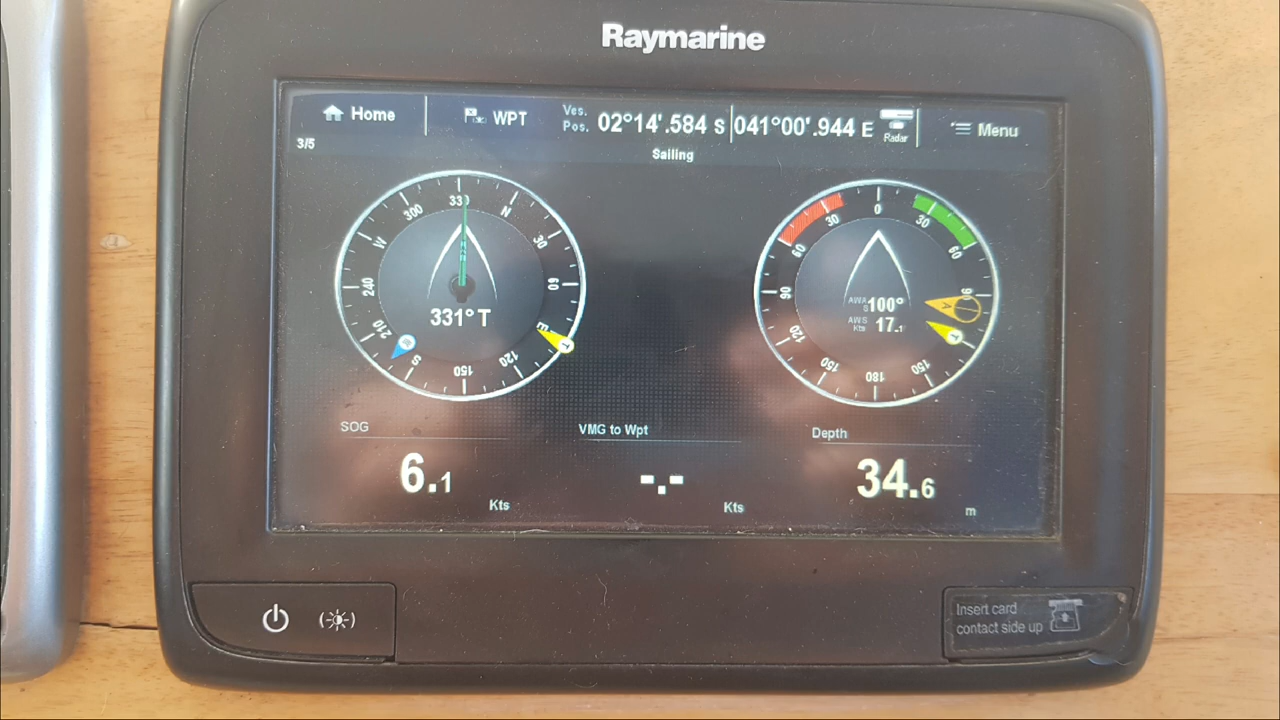 Raymarine
Home
WPT
Ves. Pos. 02°14'.584 S 041°00'.944 E
Radar
Menu
3/5
Sailing
330 N 30 60 E 120 150 S 210 240 W 300
331°T
0 30 60 90 120 150 180 150 120 90 60 30
AWA 100°
AWS Kts 17.1
SOG
6.1 Kts
VMG to Wpt
-.- Kts
Depth
34.6 m
Insert card
contact side up